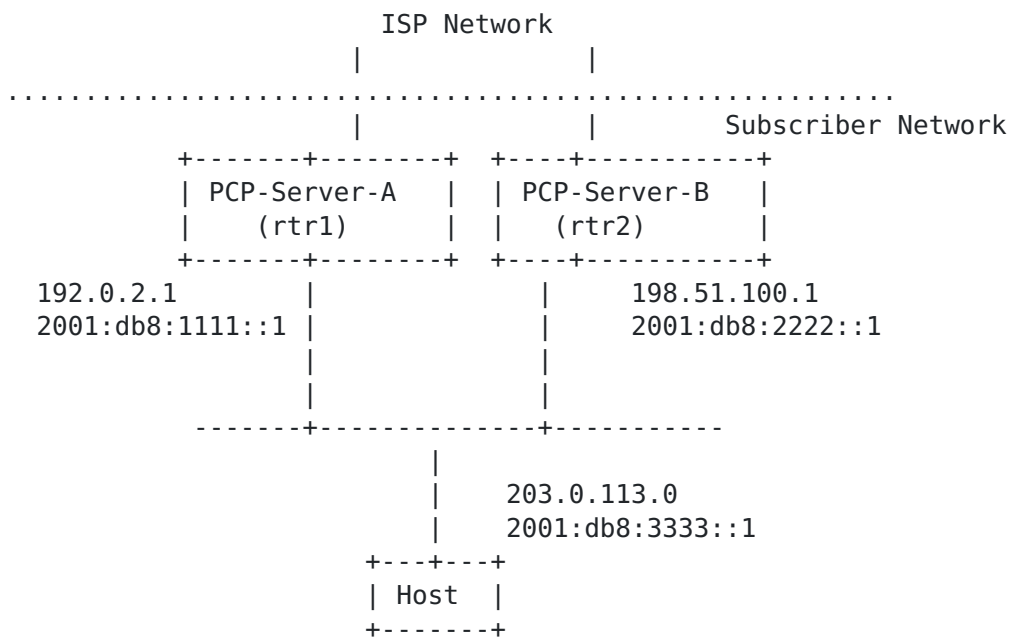 ISP Network
Subscriber Network
PCP-Server-A PCP-Server-B
(rtr1) (rtr2)
192.0.2.1 198.51.100.1
2001:db8:1111::1 2001:db8:2222::1
203.0.113.0
2001:db8:3333::1
Host